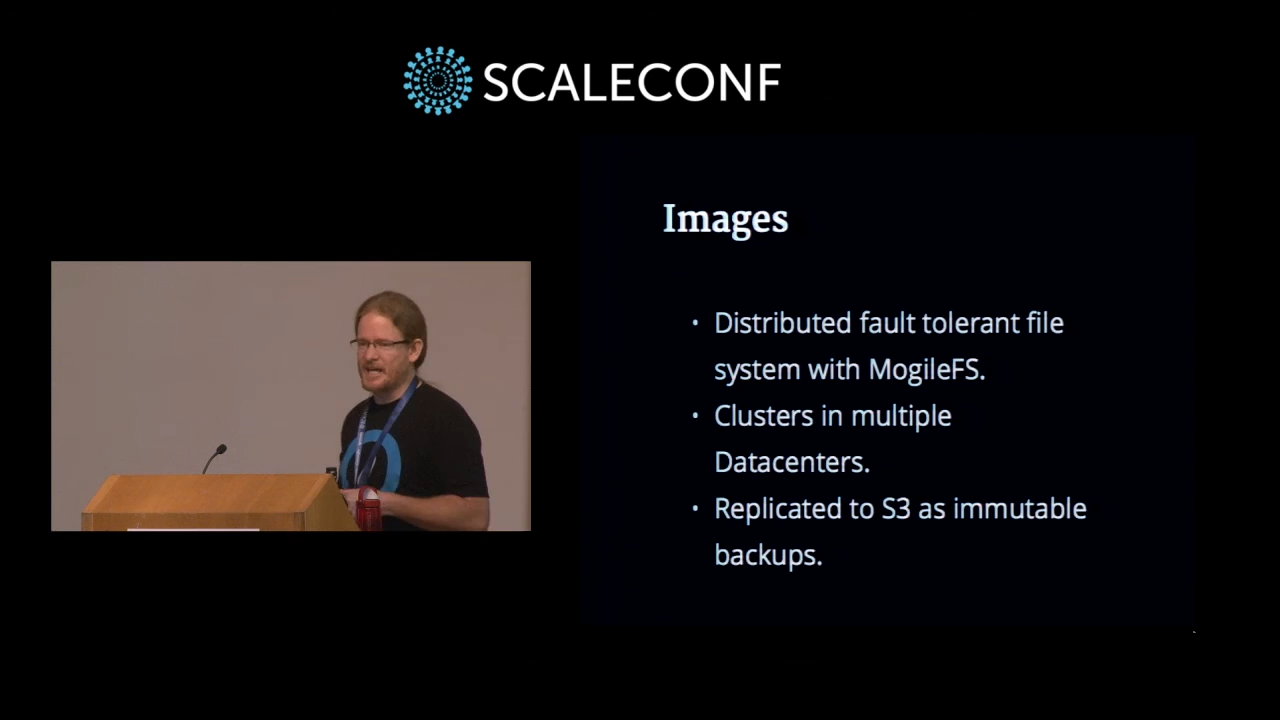 SCALECONF
Images
• Distributed fault tolerant file
system with MogileFS.
• Clusters in multiple
Datacenters.
• Replicated to S3 as immutable
backups.